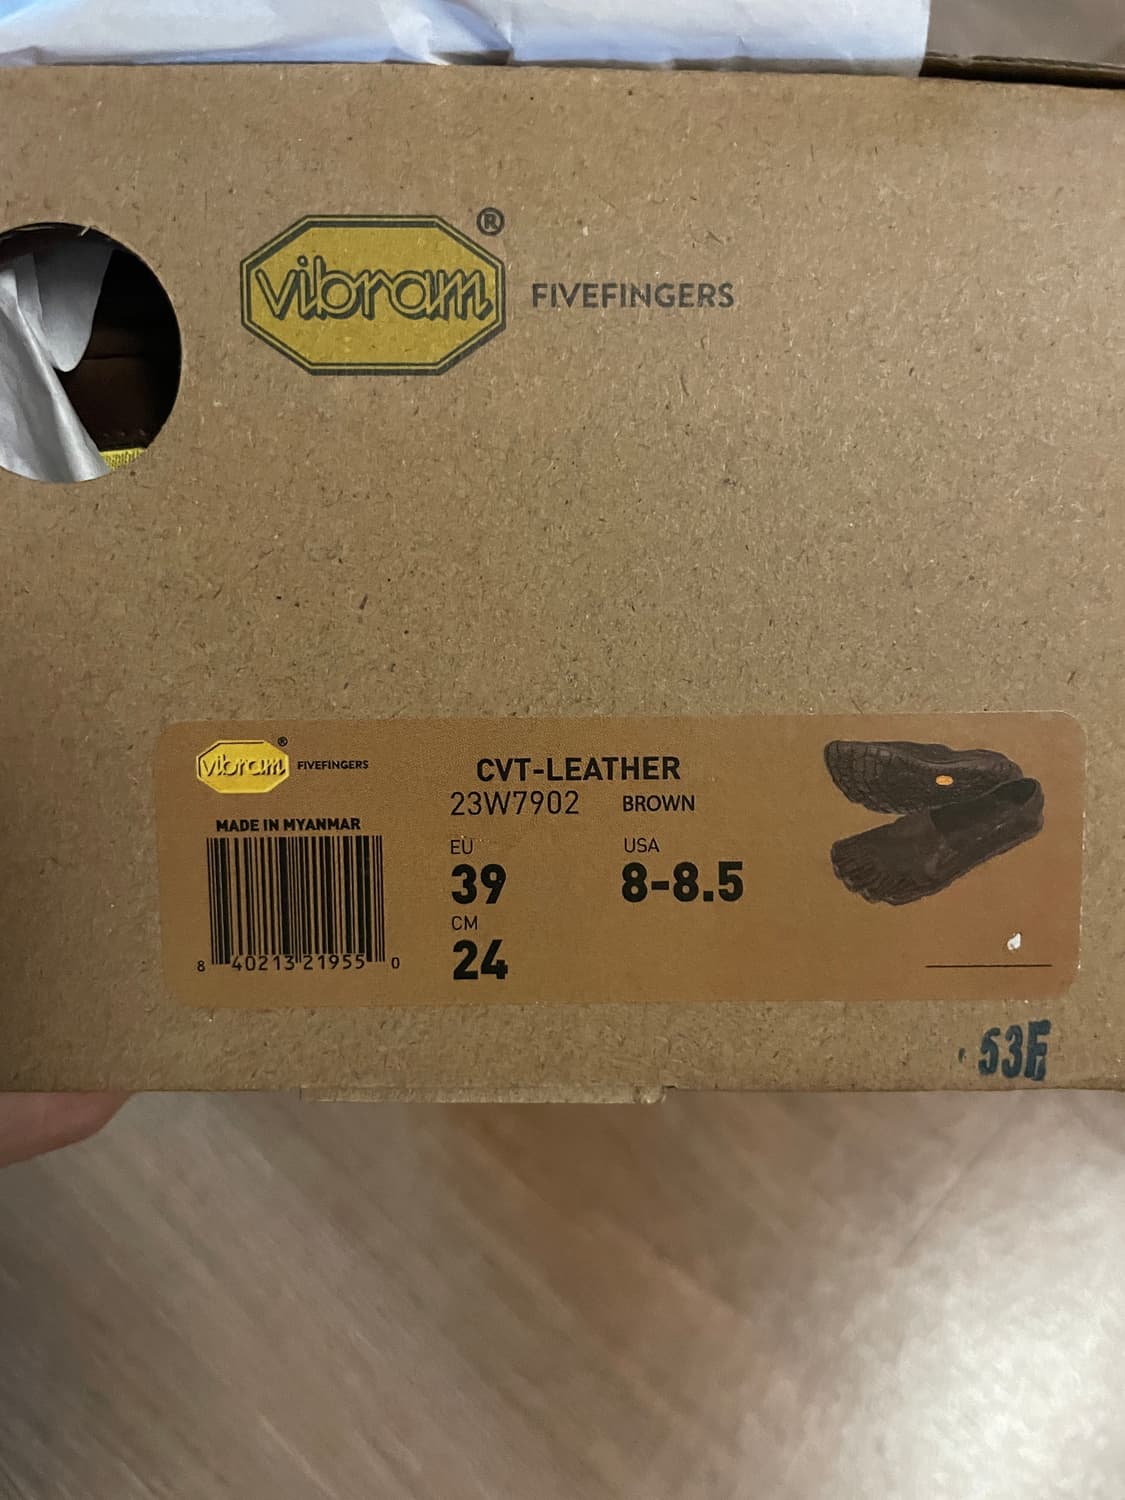 vibram® FIVEFINGERS
vibram® FIVEFINGERS
CVT-LEATHER
23W7902 BROWN
MADE IN MYANMAR
EU USA
39 8-8.5
CM
24
8 40213 21955 0
53E